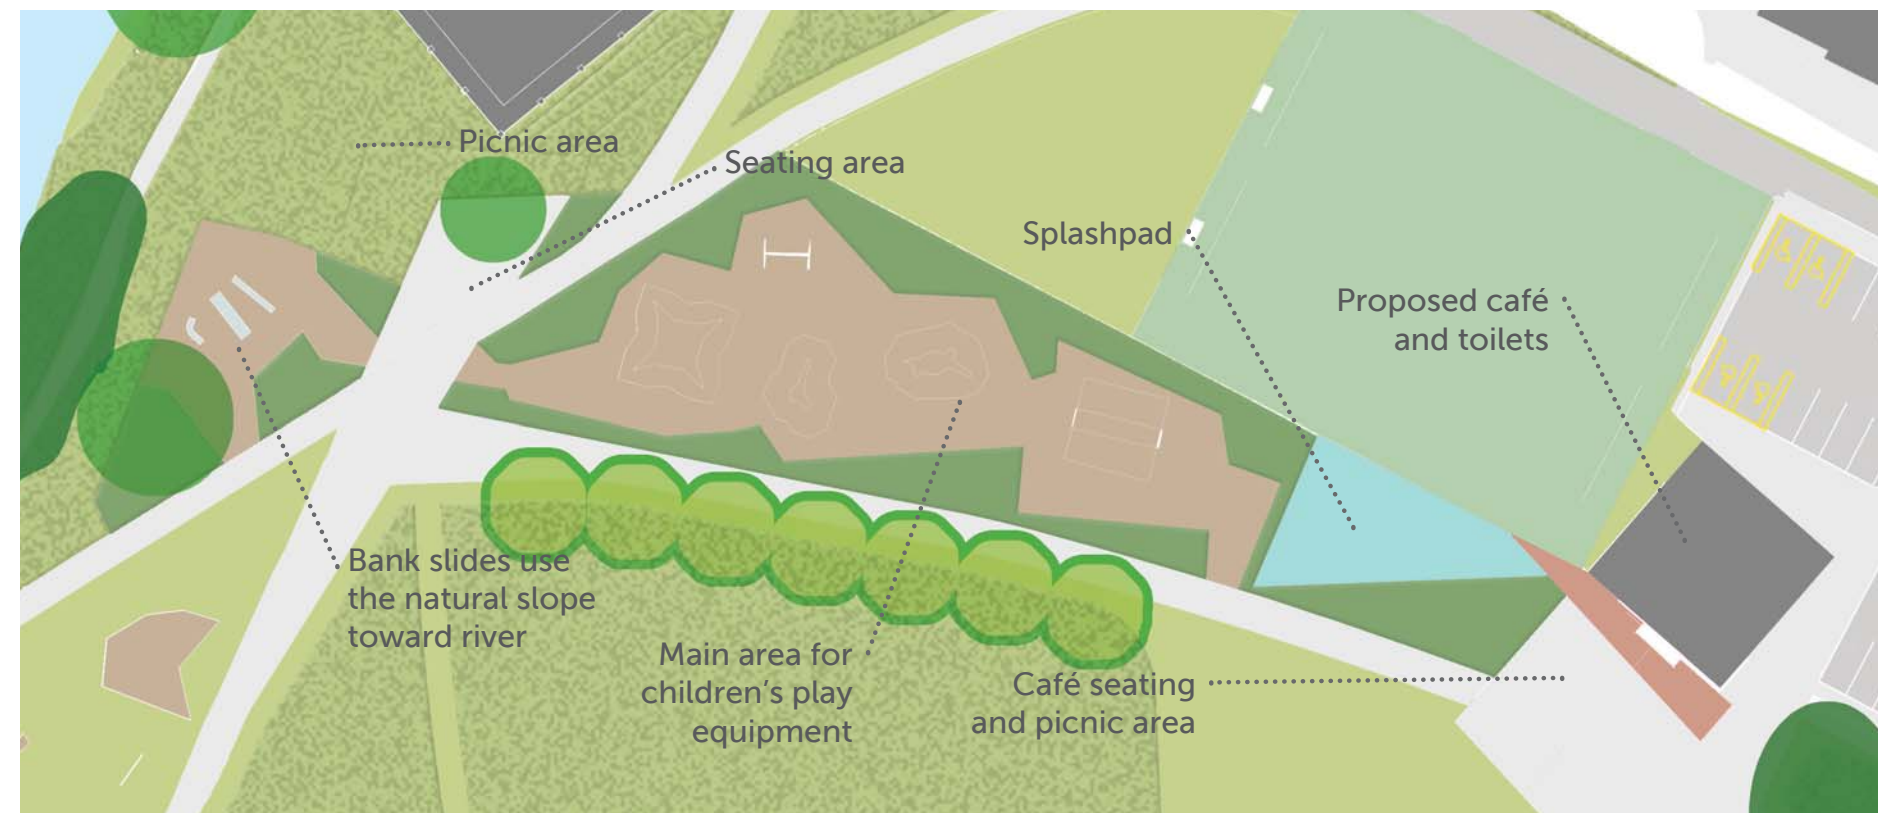 Picnic area
Seating area
Splashpad
Proposed café
and toilets
Bank slides use
the natural slope
toward river
Main area for
children’s play
equipment
Café seating
and picnic area